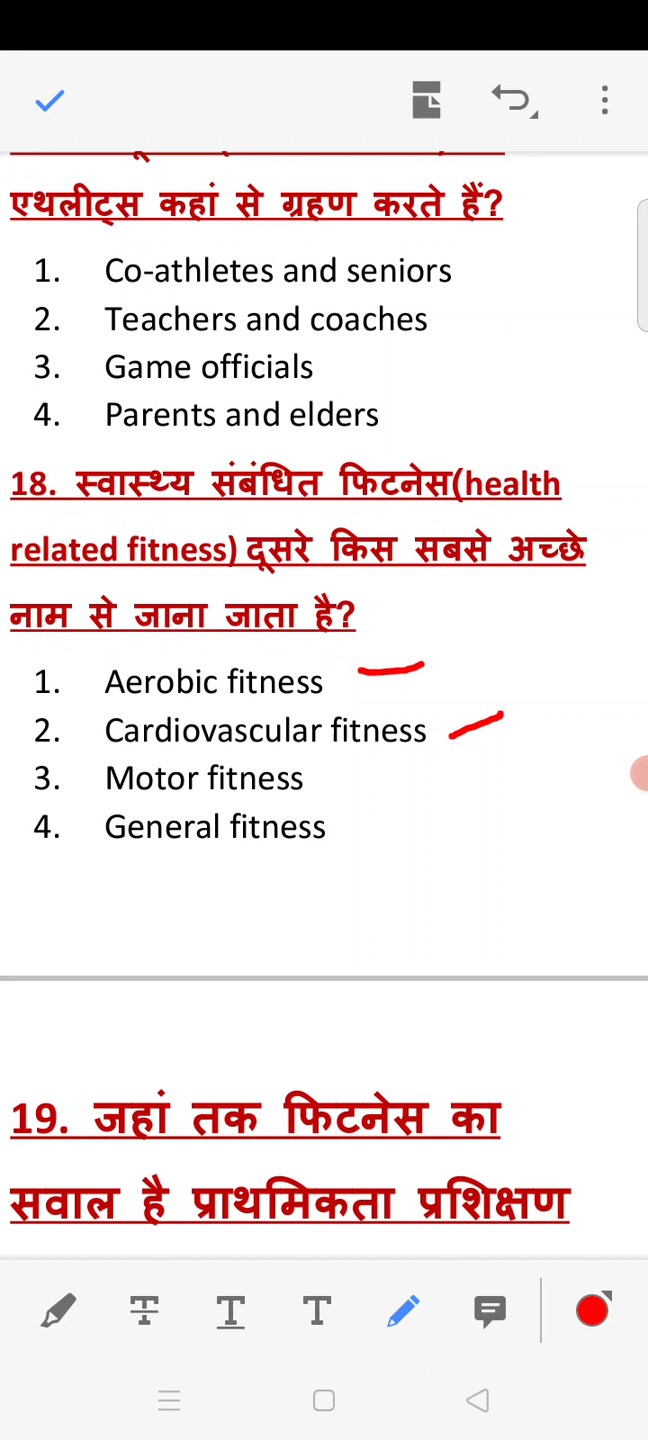 एथलीट्स कहां से ग्रहण करते हैं?
1. Co-athletes and seniors
2. Teachers and coaches
3. Game officials
4. Parents and elders
18. स्वास्थ्य संबंधित फिटनेस(health
related fitness) दूसरे किस सबसे अच्छे
नाम से जाना जाता है?
1. Aerobic fitness
2. Cardiovascular fitness
3. Motor fitness
4. General fitness
19. जहां तक फिटनेस का
सवाल है प्राथमिकता प्रशिक्षण